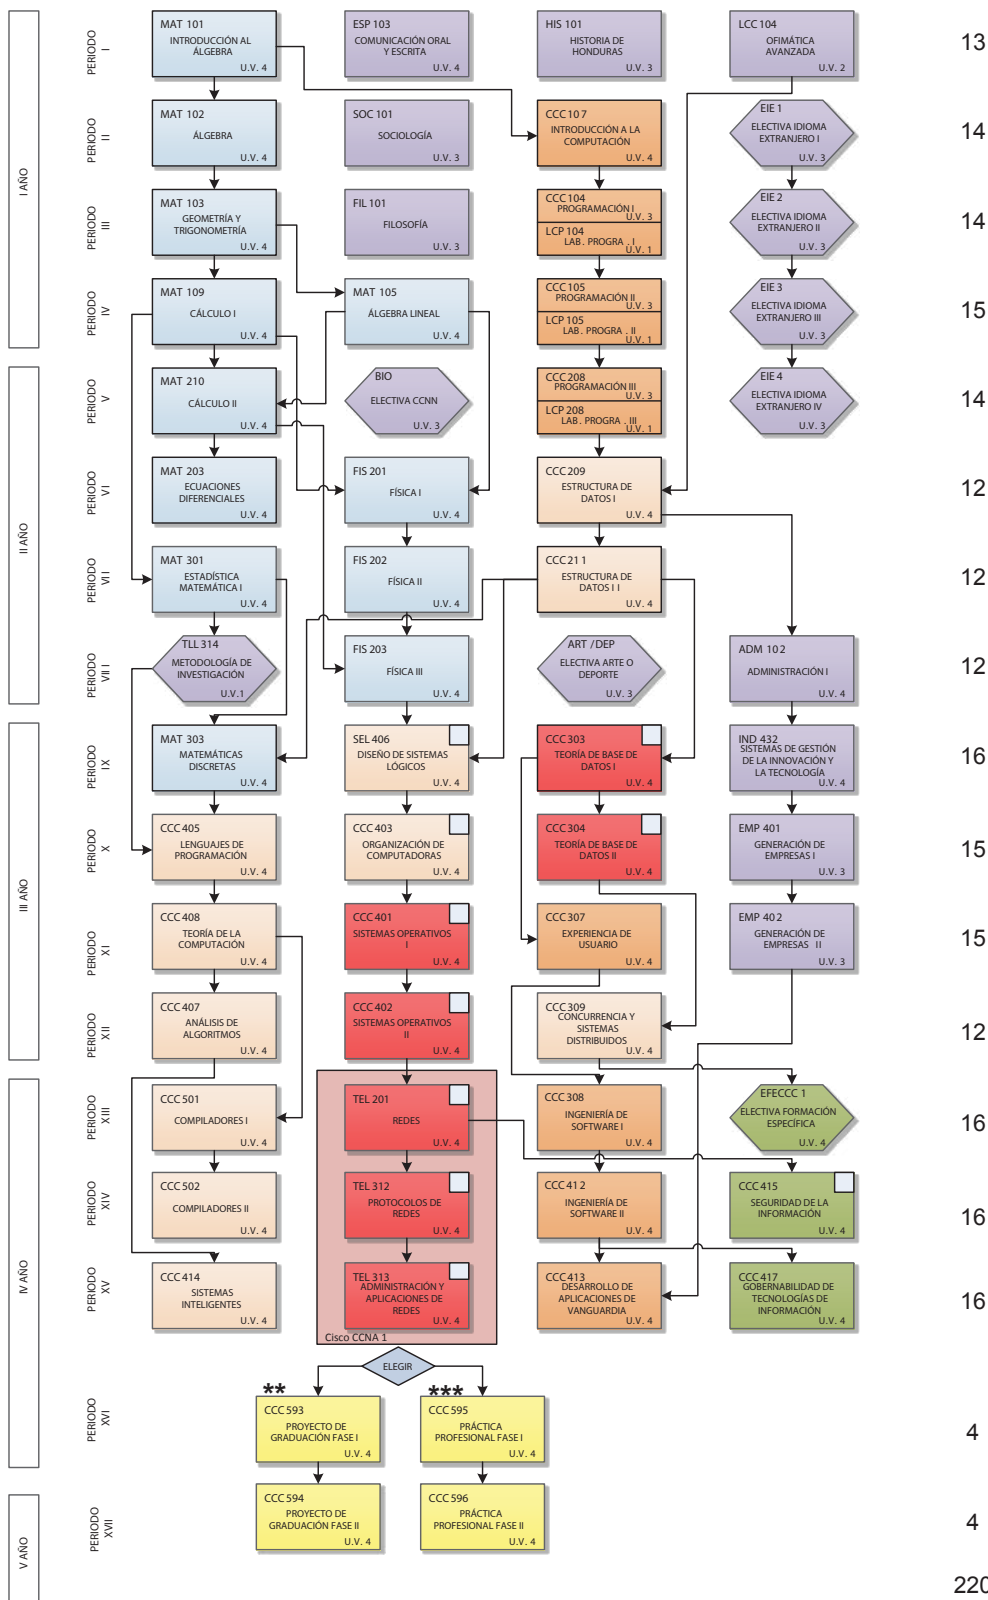 I AÑO
PERIODO
I
MAT 101
INTRODUCCIÓN AL
ÁLGEBRA
U.V. 4
ESP 103
COMUNICACIÓN ORAL
Y ESCRITA
U.V. 4
HIS 101
HISTORIA DE
HONDURAS
U.V. 3
LCC 104
OFIMÁTICA
AVANZADA
U.V. 2
13
PERIODO
II
MAT 102
ÁLGEBRA
U.V. 4
SOC 101
SOCIOLOGÍA
U.V. 3
CCC 107
INTRODUCCIÓN A LA
COMPUTACIÓN
U.V. 4
EIE 1
ELECTIVA IDIOMA
EXTRANJERO I
U.V. 3
14
PERIODO
III
MAT 103
GEOMETRÍA Y
TRIGONOMETRÍA
U.V. 4
FIL 101
FILOSOFÍA
U.V. 3
CCC 104
PROGRAMACIÓN I
U.V. 3
LCP 104
LAB. PROGRA . I
U.V. 1
EIE 2
ELECTIVA IDIOMA
EXTRANJERO II
U.V. 3
14
PERIODO
IV
MAT 109
CÁLCULO I
U.V. 4
MAT 105
ÁLGEBRA LINEAL
U.V. 4
CCC 105
PROGRAMACIÓN II
U.V. 3
LCP 105
LAB. PROGRA . II
U.V. 1
EIE 3
ELECTIVA IDIOMA
EXTRANJERO III
U.V. 3
15
II AÑO
PERIODO
V
MAT 210
CÁLCULO II
U.V. 4
BIO
ELECTIVA CCNN
U.V. 3
CCC 208
PROGRAMACIÓN III
U.V. 3
LCP 208
LAB. PROGRA . III
U.V. 1
EIE 4
ELECTIVA IDIOMA
EXTRANJERO IV
U.V. 3
14
PERIODO
VI
MAT 203
ECUACIONES
DIFERENCIALES
U.V. 4
FIS 201
FÍSICA I
U.V. 4
CCC 209
ESTRUCTURA DE
DATOS I
U.V. 4
12
PERIODO
VII
MAT 301
ESTADÍSTICA
MATEMÁTICA I
U.V. 4
FIS 202
FÍSICA II
U.V. 4
CCC 211
ESTRUCTURA DE
DATOS II
U.V. 4
12
PERIODO
VIII
TLL 314
METODOLOGÍA DE
INVESTIGACIÓN
U.V.1
FIS 203
FÍSICA III
U.V. 4
ART / DEP
ELECTIVA ARTE O
DEPORTE
U.V. 3
ADM 102
ADMINISTRACIÓN I
U.V. 4
12
III AÑO
PERIODO
IX
MAT 303
MATEMÁTICAS
DISCRETAS
U.V. 4
SEL 406
DISEÑO DE SISTEMAS
LÓGICOS
U.V. 4
CCC 303
TEORÍA DE BASE DE
DATOS I
U.V. 4
IND 432
SISTEMAS DE GESTIÓN
DE LA INNOVACIÓN Y
LA TECNOLOGÍA
U.V. 4
16
PERIODO
X
CCC 405
LENGUAJES DE
PROGRAMACIÓN
U.V. 4
CCC 403
ORGANIZACIÓN DE
COMPUTADORAS
U.V. 4
CCC 304
TEORÍA DE BASE DE
DATOS II
U.V. 4
EMP 401
GENERACIÓN DE
EMPRESAS I
U.V. 3
15
PERIODO
XI
CCC 408
TEORÍA DE LA
COMPUTACIÓN
U.V. 4
CCC 401
SISTEMAS OPERATIVOS
I
U.V. 4
CCC 307
EXPERIENCIA DE
USUARIO
U.V. 4
EMP 402
GENERACIÓN DE
EMPRESAS II
U.V. 3
15
PERIODO
XII
CCC 407
ANÁLISIS DE
ALGORITMOS
U.V. 4
CCC 402
SISTEMAS OPERATIVOS
II
U.V. 4
CCC 309
CONCURRENCIA Y
SISTEMAS
DISTRIBUIDOS
U.V. 4
12
IV AÑO
PERIODO
XIII
CCC 501
COMPILADORES I
U.V. 4
TEL 201
REDES
U.V. 4
CCC 308
INGENIERÍA DE
SOFTWARE I
U.V. 4
EFECCC 1
ELECTIVA FORMACIÓN
ESPECÍFICA
U.V. 4
16
PERIODO
XIV
CCC 502
COMPILADORES II
U.V. 4
TEL 312
PROTOCOLOS DE
REDES
U.V. 4
CCC 412
INGENIERÍA DE
SOFTWARE II
U.V. 4
CCC 415
SEGURIDAD DE LA
INFORMACIÓN
U.V. 4
16
PERIODO
XV
CCC 414
SISTEMAS
INTELIGENTES
U.V. 4
TEL 313
ADMINISTRACIÓN Y
APLICACIONES DE
REDES
U.V. 4
Cisco CCNA 1
CCC 413
DESARROLLO DE
APLICACIONES DE
VANGUARDIA
U.V. 4
CCC 417
GOBERNABILIDAD DE
TECNOLOGÍAS DE
INFORMACIÓN
U.V. 4
16
ELEGIR
PERIODO
XVI
**
CCC 593
PROYECTO DE
GRADUACIÓN FASE I
U.V. 4
***
CCC 595
PRÁCTICA
PROFESIONAL FASE I
U.V. 4
4
V AÑO
PERIODO
XVII
CCC 594
PROYECTO DE
GRADUACIÓN FASE II
U.V. 4
CCC 596
PRÁCTICA
PROFESIONAL FASE II
U.V. 4
4
220